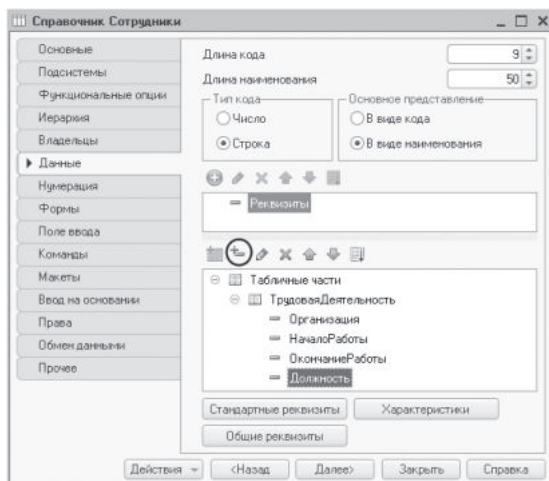 Справочник Сотрудники
Основные
Подсистемы
Функциональные опции
Иерархия
Владельцы
Данные
Нумерация
Формы
Поле ввода
Команды
Макеты
Ввод на основании
Права
Обмен данными
Прочее
Длина кода 9
Длина наименования 50
Тип кода Основное представление
Число В виде кода
Строка В виде наименования
Реквизиты
Табличные части
ТрудоваяДеятельность
Организация
НачалоРаботы
ОкончаниеРаботы
Должность
Стандартные реквизиты Характеристики
Общие реквизиты
Действия <Назад Далее> Закрыть Справка